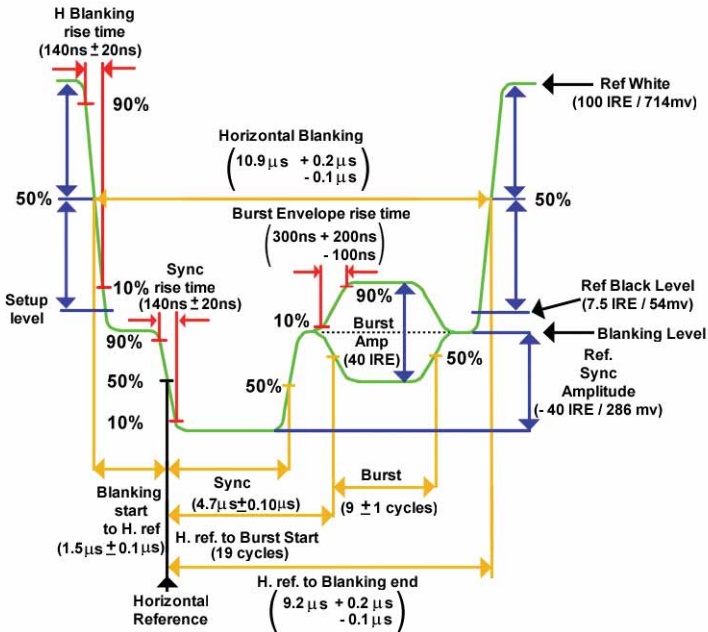 H Blanking
rise time
(140ns ± 20ns)
90%
Ref White
(100 IRE / 714mv)
Horizontal Blanking
(10.9 µs + 0.2 µs
- 0.1 µs)
50%
50%
Burst Envelope rise time
(300ns + 200ns
- 100ns)
10%
Setup
level
Sync
rise time
(140ns ± 20ns)
90%
10%
Burst
Amp
(40 IRE)
Ref Black Level
(7.5 IRE / 54mv)
Blanking Level
90%
50%
50%
50%
Ref.
Sync
Amplitude
(- 40 IRE / 286 mv)
10%
Blanking
start
to H. ref
(1.5µs ± 0.1µs)
Sync
(4.7µs ± 0.10µs)
Burst
(9 ± 1 cycles)
H. ref. to Burst Start
(19 cycles)
H. ref. to Blanking end
(9.2 µs + 0.2 µs
- 0.1 µs)
Horizontal
Reference